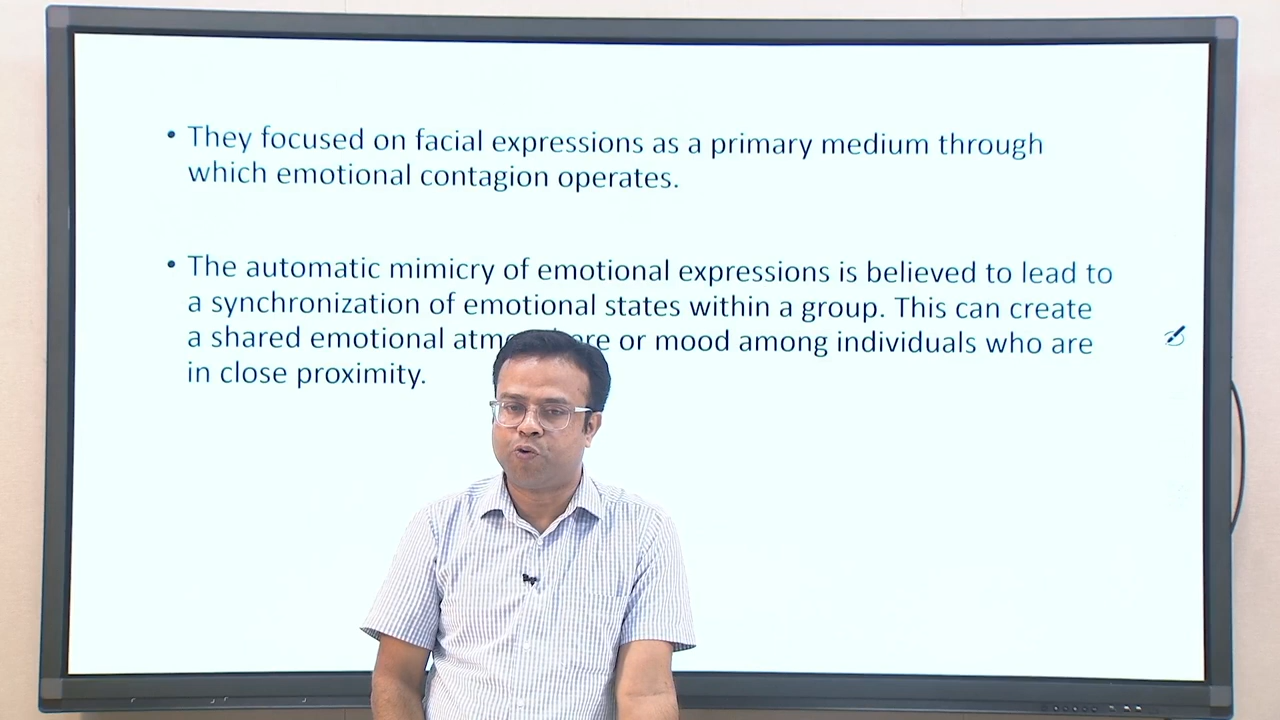 • They focused on facial expressions as a primary medium through
which emotional contagion operates.
• The automatic mimicry of emotional expressions is believed to lead to
a synchronization of emotional states within a group. This can create
a shared emotional or mood among individuals who are
in close proximity.